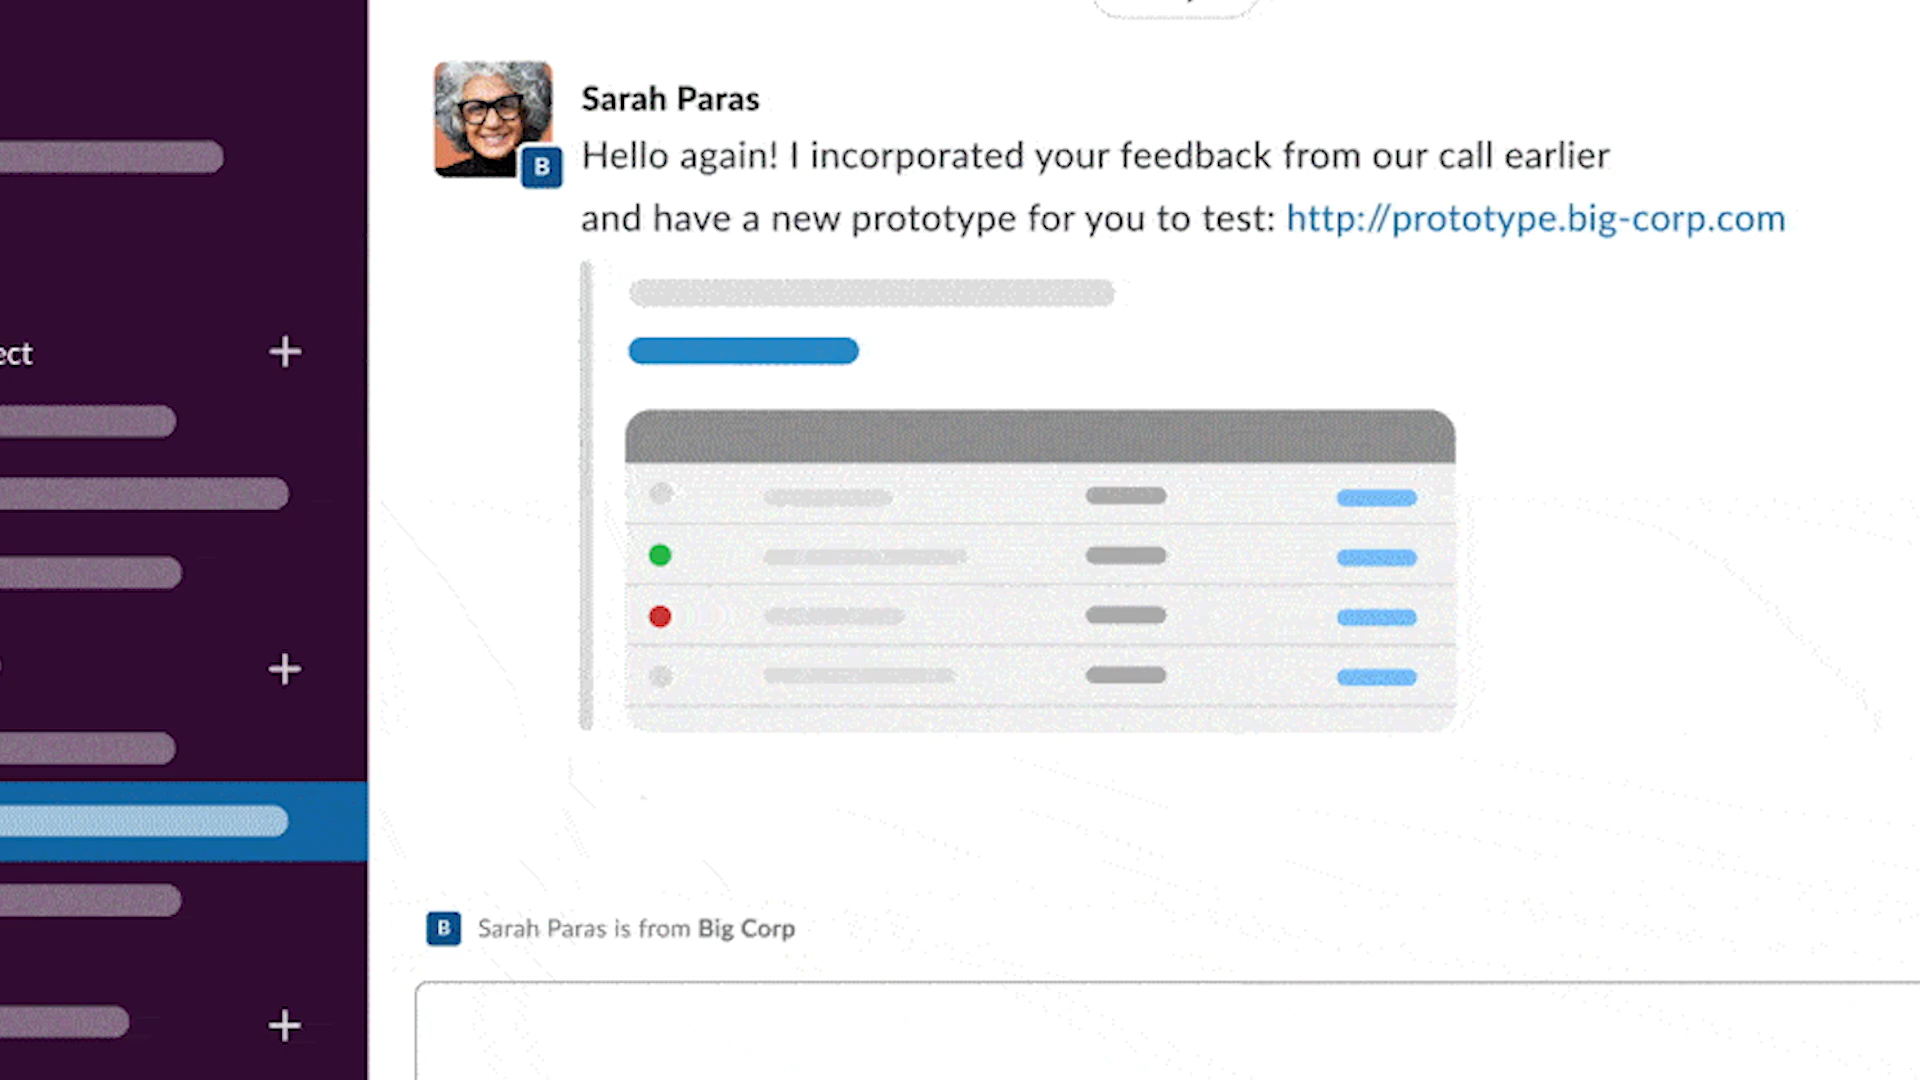 Sarah Paras
B
Hello again! I incorporated your feedback from our call earlier
and have a new prototype for you to test: http://prototype.big-corp.com
ect
B Sarah Paras is from Big Corp